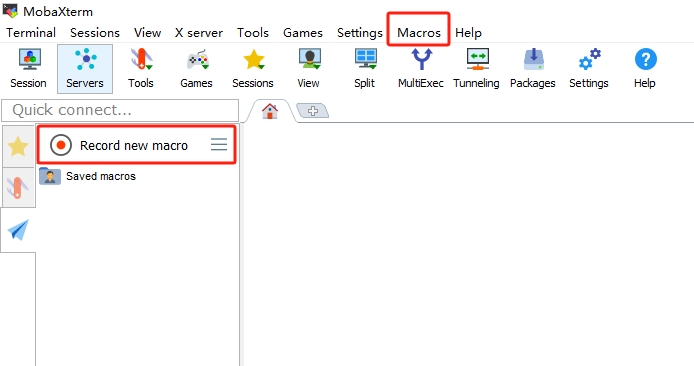 MobaXterm
Terminal Sessions View X server Tools Games Settings Macros Help
Session Servers Tools Games Sessions View Split MultiExec Tunneling Packages Settings Help
Quick connect...
Record new macro
Saved macros